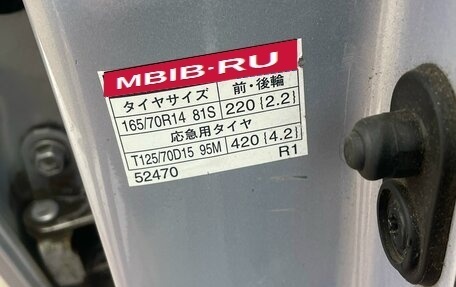 MBIB-RU
タイヤサイズ 前・後輪
165/70R14 81S 220 {2.2}
応急用タイヤ
T125/70D15 95M 420 {4.2}
52470 R1